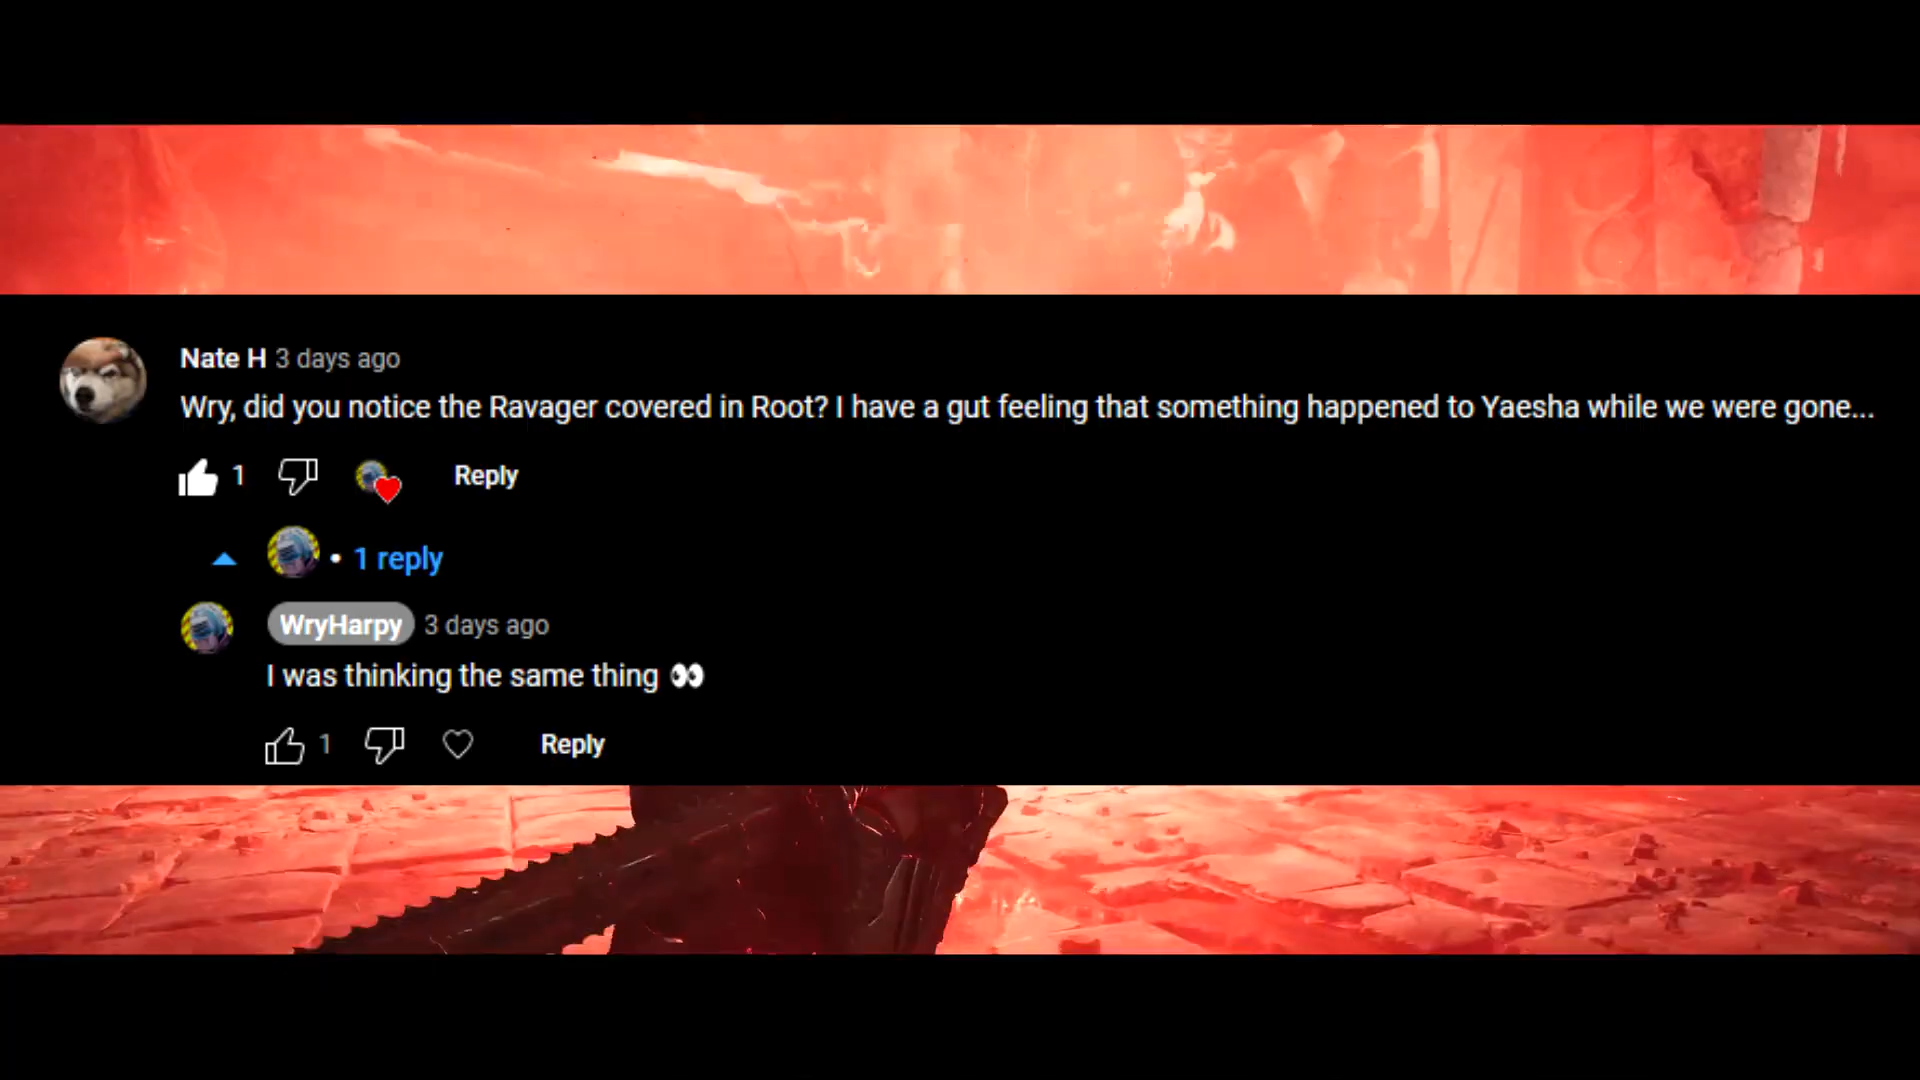 Nate H 3 days ago
Wry, did you notice the Ravager covered in Root? I have a gut feeling that something happened to Yaesha while we were gone...
1 Reply
• 1 reply
WryHarpy 3 days ago
I was thinking the same thing 👀
1 Reply